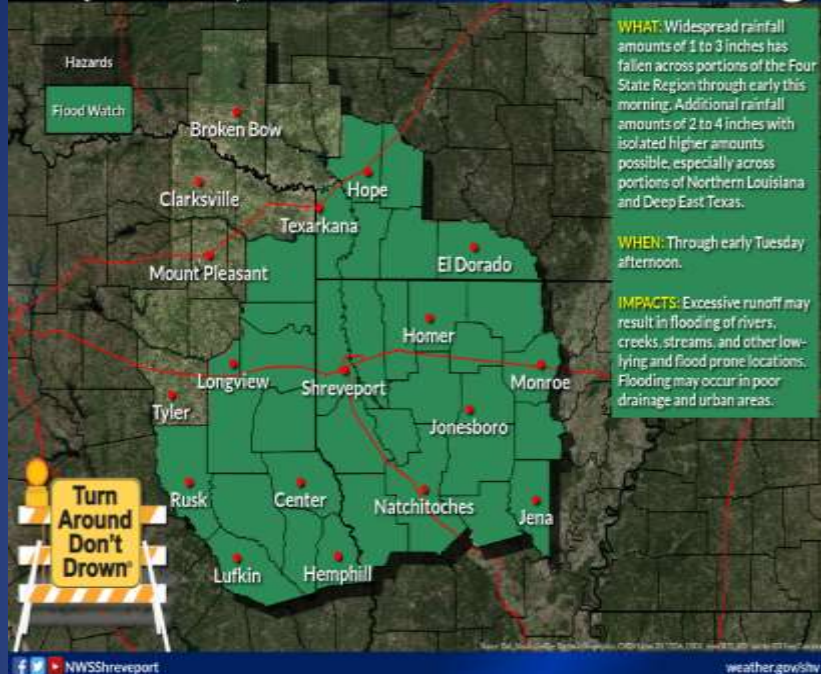 Hazards
Flood Watch
Broken Bow
Clarksville
Hope
Texarkana
Mount Pleasant
El Dorado
Homer
Longview
Shreveport
Monroe
Tyler
Jonesboro
Rusk
Center
Natchitoches
Jena
Lufkin
Hemphill
WHAT: Widespread rainfall
amounts of 1 to 3 inches has
fallen across portions of the Four
State Region through early this
morning. Additional rainfall
amounts of 2 to 4 inches with
isolated higher amounts
possible, especially across
portions of Northern Louisiana
and Deep East Texas.
WHEN: Through early Tuesday
afternoon.
IMPACTS: Excessive runoff may
result in flooding of rivers,
creeks, streams, and other low-
lying and flood prone locations.
Flooding may occur in poor
drainage and urban areas.
Turn
Around
Don't
Drown®
NWSShreveport
weather.gov/shv